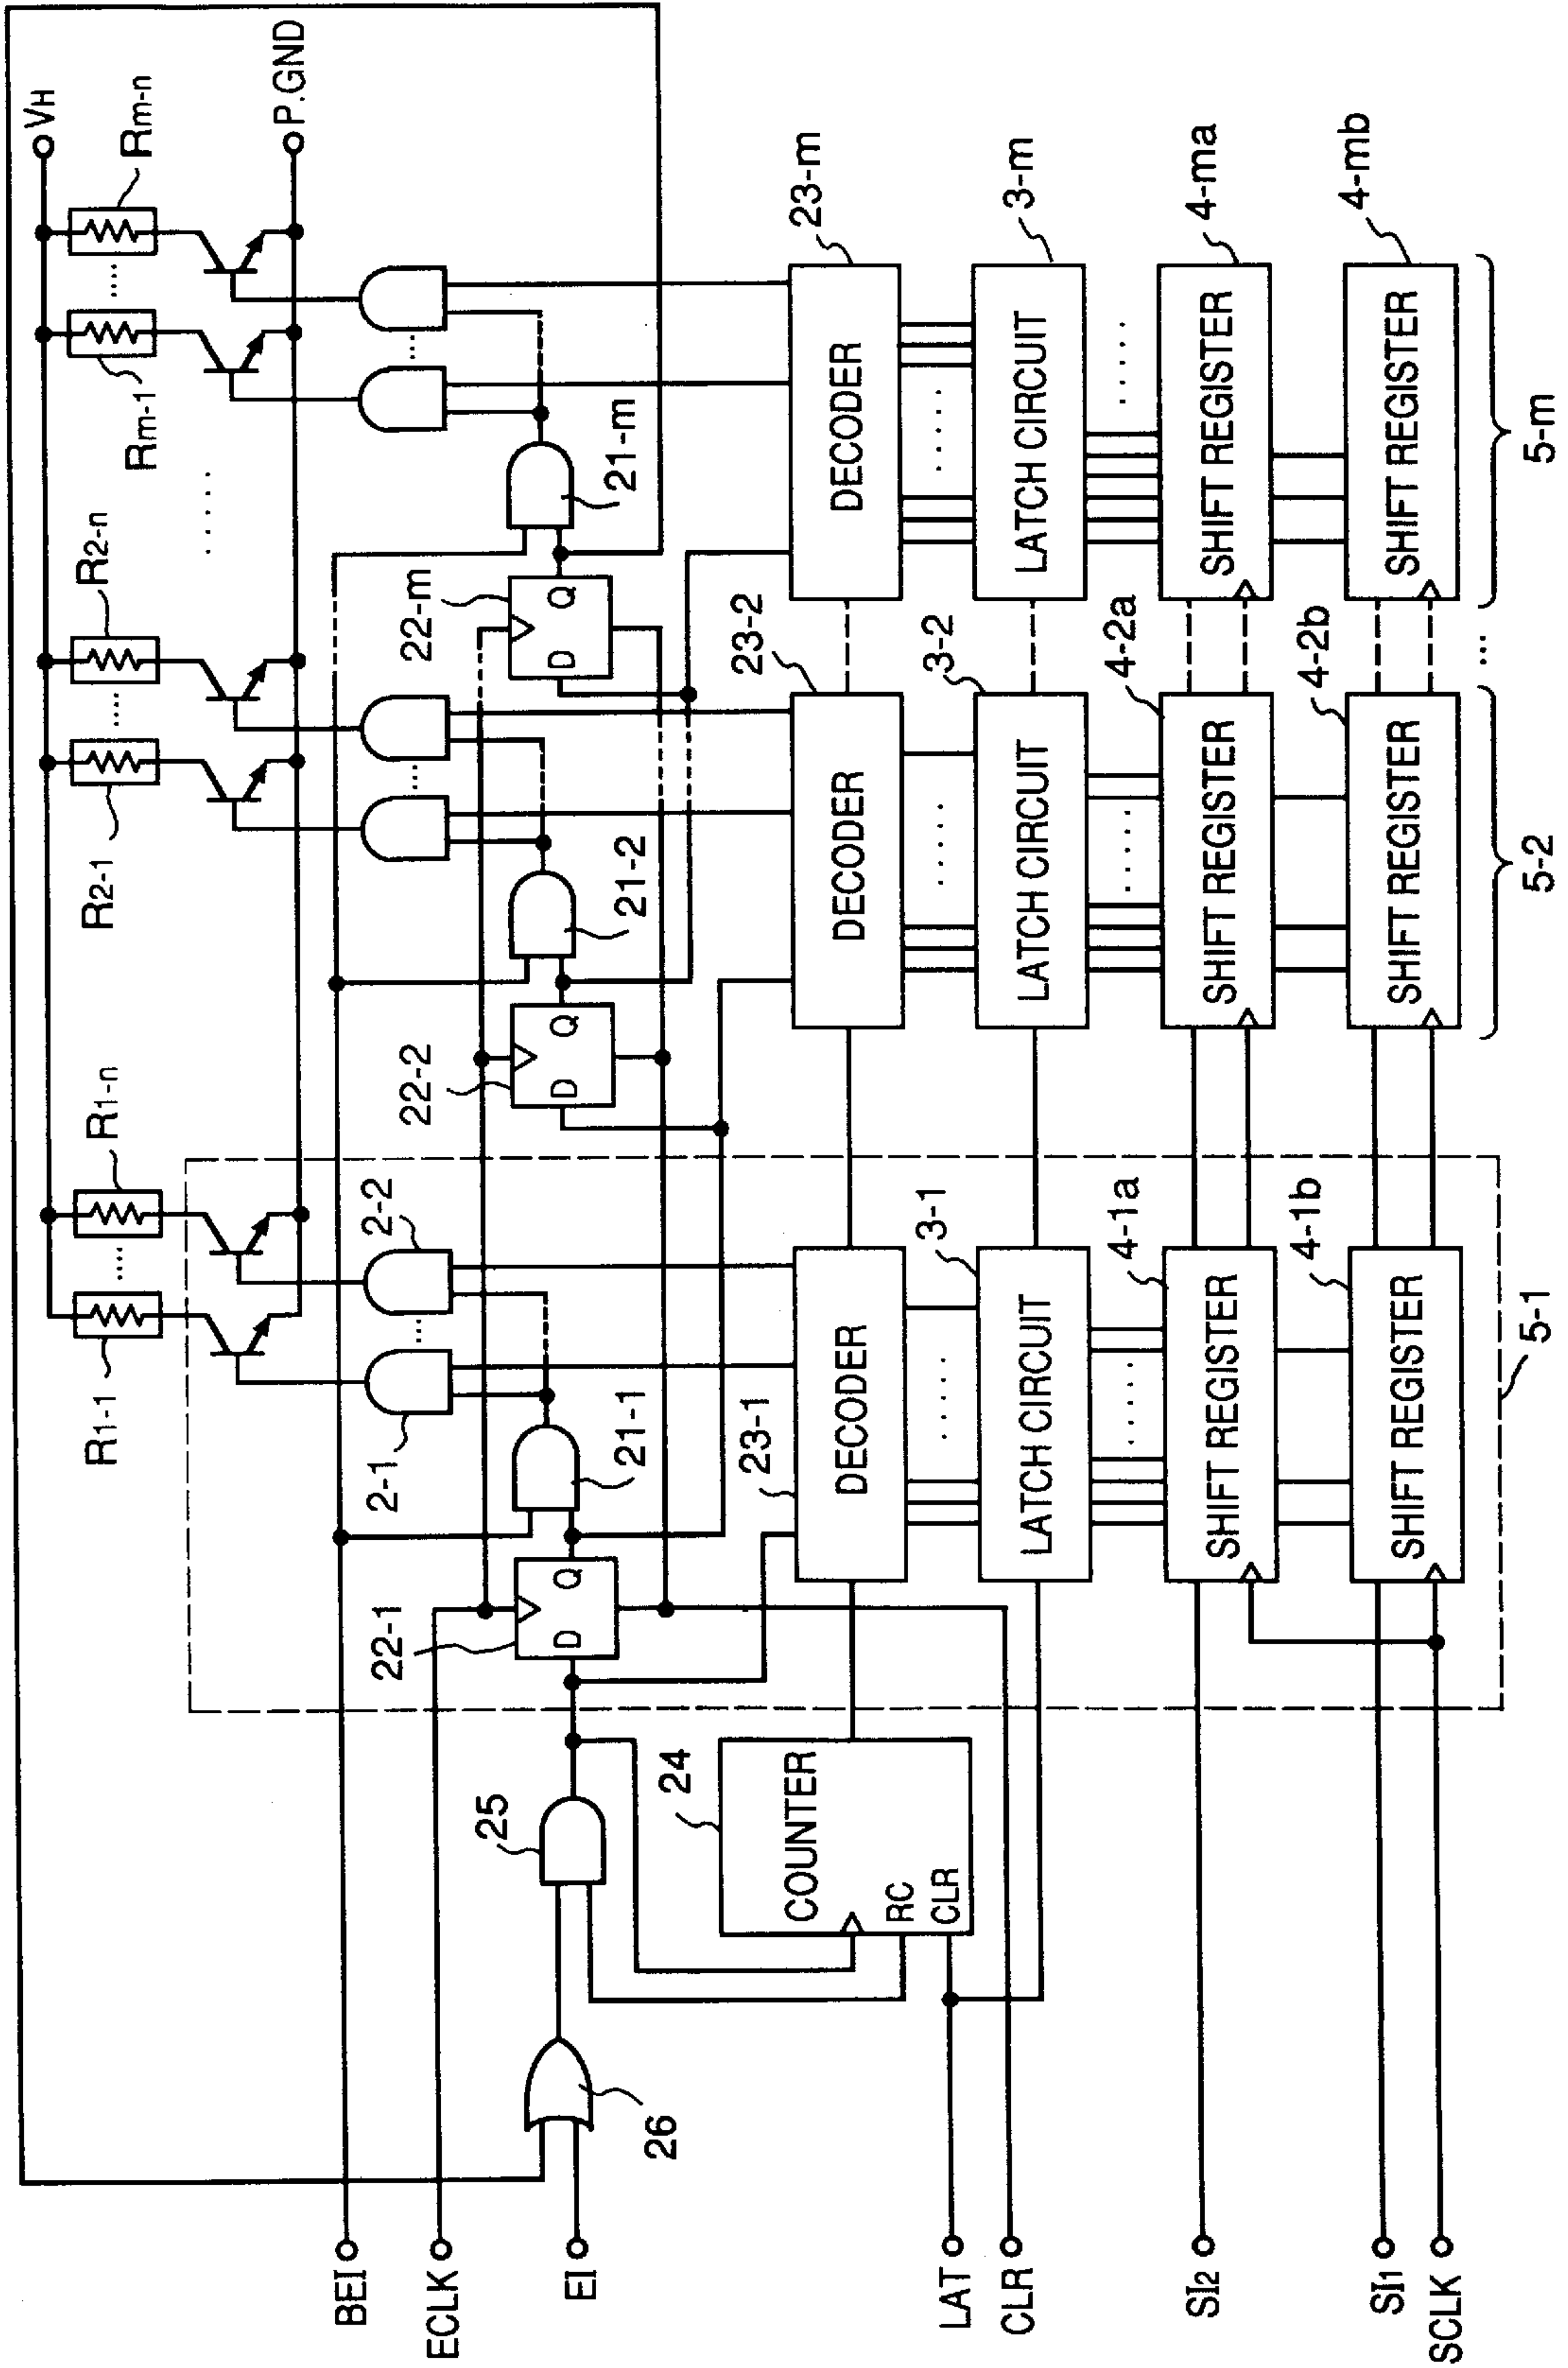 VH
P.GND
R1-1
R1-n
R2-1
R2-n
Rm-1
Rm-n
.....
2-1
2-2
21-1
21-2
21-m
22-1
D
Q
22-2
D
Q
22-m
D
Q
BEI
ECLK
EI
26
25
24
COUNTER
RC
CLR
23-1
DECODER
23-2
DECODER
23-m
DECODER
3-1
LATCH CIRCUIT
3-2
LATCH CIRCUIT
3-m
LATCH CIRCUIT
LAT
CLR
4-1a
SHIFT REGISTER
4-2a
SHIFT REGISTER
4-ma
SHIFT REGISTER
SI2
4-1b
SHIFT REGISTER
4-2b
SHIFT REGISTER
4-mb
SHIFT REGISTER
SI1
SCLK
5-1
5-2
...
5-m